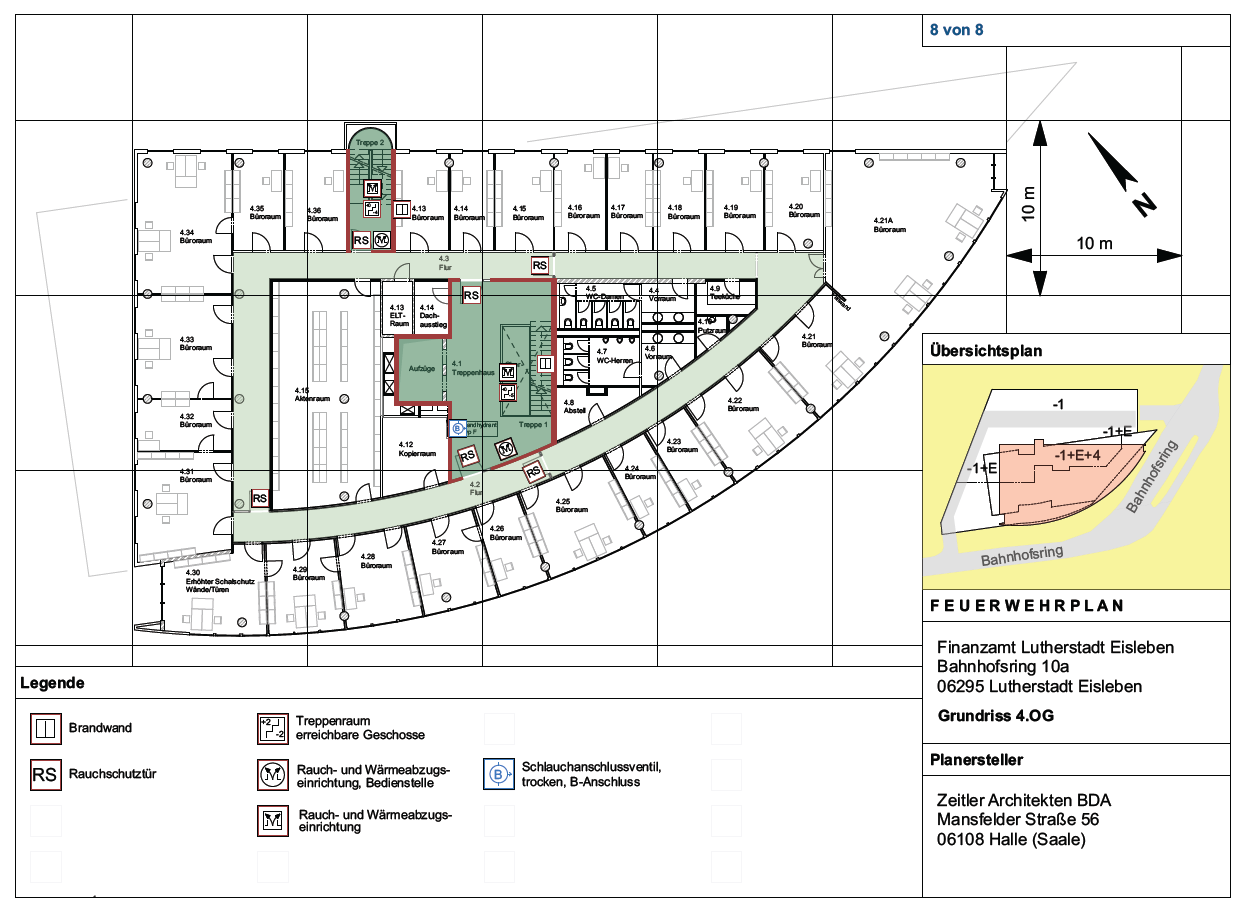 8 von 8
Treppe 2
10 m
N
10 m
4.34
Büroraum
4.35
Büroraum
4.36
Büroraum
4.13
Büroraum
4.14
Büroraum
4.15
Büroraum
4.16
Büroraum
4.17
Büroraum
4.18
Büroraum
4.19
Büroraum
4.20
Büroraum
4.21A
Büroraum
RS
4.3
Flur
RS
RS
4.13
ELT-
Raum
4.14
Dach-
ausstieg
4.5
WC-Damen
4.4
Vorraum
4.9
Teeküche
4.10
Putzraum
4.33
Büroraum
Aufzüge
4.1
Treppenhaus
4.7
WC-Herren
4.6
Vorraum
4.21
Büroraum
4.15
Aktenraum
4.32
Büroraum
4.8
Abstell
4.22
Büroraum
Treppe 1
B
4.12
Kopierraum
RS
4.23
Büroraum
4.31
Büroraum
RS
4.2
Flur
RS
4.24
Büroraum
4.25
Büroraum
4.26
Büroraum
4.27
Büroraum
4.28
Büroraum
4.29
Büroraum
4.30
Erhöhter Schalschutz
Wände/Türen
Übersichtsplan
-1
-1+E
-1+E+4
-1+E
Bahnhofsring
Bahnhofsring
FEUERWEHRPLAN
Finanzamt Lutherstadt Eisleben
Bahnhofsring 10a
06295 Lutherstadt Eisleben
Grundriss 4.OG
Planersteller
Zeitler Architekten BDA
Mansfelder Straße 56
06108 Halle (Saale)
Legende
Brandwand
RS Rauchschutztür
+2
-2
Treppenraum
erreichbare Geschosse
Rauch- und Wärmeabzugs-
einrichtung, Bedienstelle
Rauch- und Wärmeabzugs-
einrichtung
B
Schlauchanschlussventil,
trocken, B-Anschluss